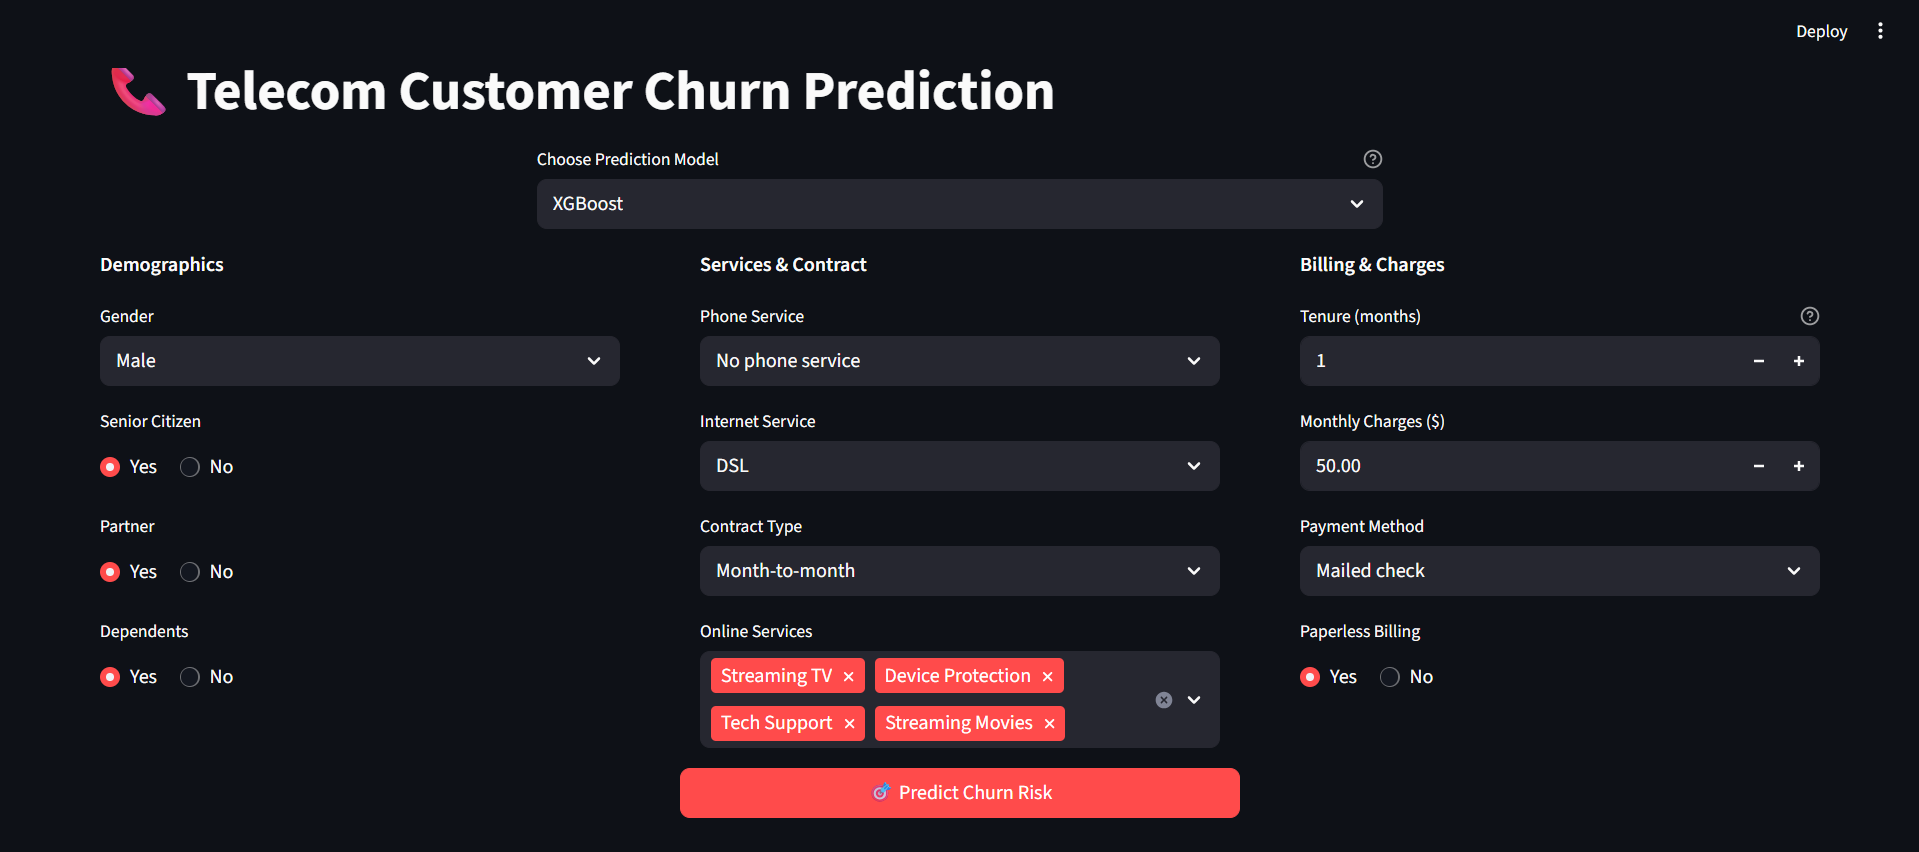 Deploy
Telecom Customer Churn Prediction
Choose Prediction Model
XGBoost
Demographics
Gender
Male
Senior Citizen
Yes No
Partner
Yes No
Dependents
Yes No
Services & Contract
Phone Service
No phone service
Internet Service
DSL
Contract Type
Month-to-month
Online Services
Streaming TV Device Protection
Tech Support Streaming Movies
Billing & Charges
Tenure (months)
1
Monthly Charges ($)
50.00
Payment Method
Mailed check
Paperless Billing
Yes No
Predict Churn Risk